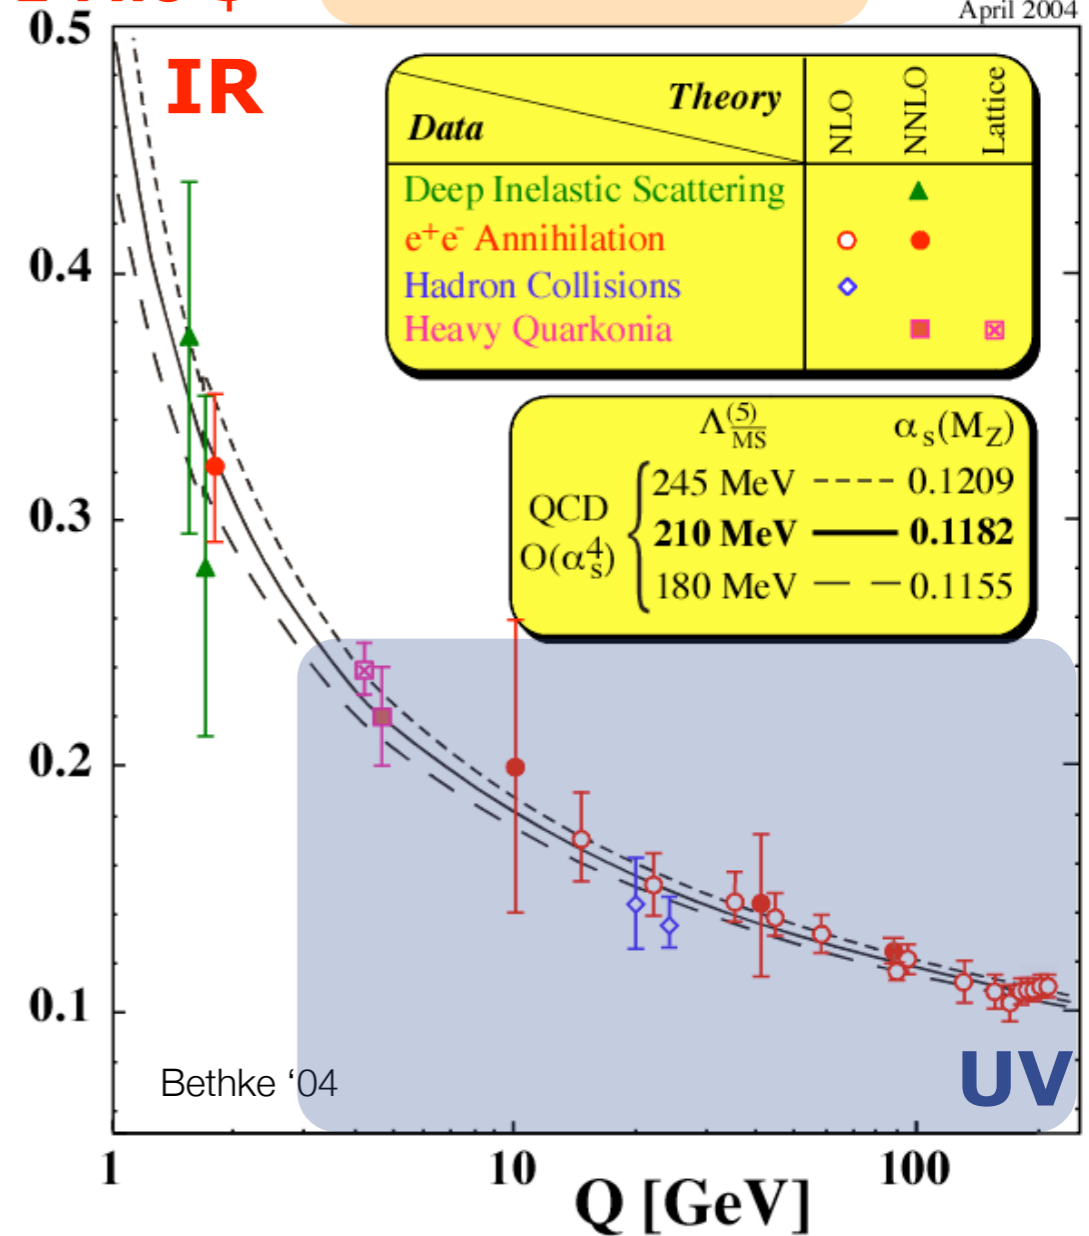 April 2004
0.5
IR
Theory
Data
NLO
NNLO
Lattice
Deep Inelastic Scattering
e⁺e⁻ Annihilation
Hadron Collisions
Heavy Quarkonia
0.4
Λ(5)MS αs(MZ)
QCD
O(αs⁴)
245 MeV 0.1209
210 MeV 0.1182
180 MeV 0.1155
0.3
0.2
0.1
Bethke ‘04
UV
1 10 100
Q [GeV]